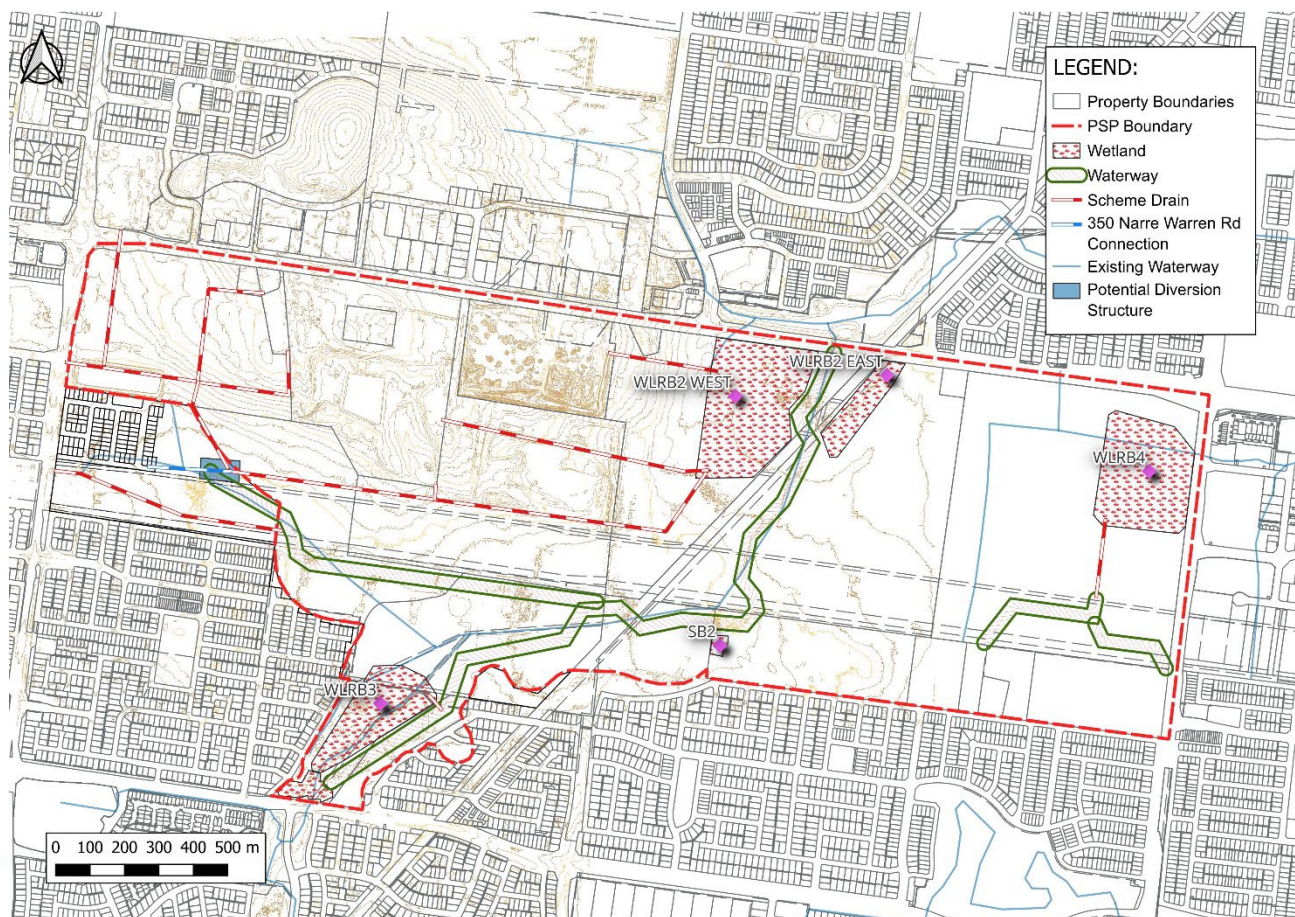 LEGEND:
Property Boundaries
PSP Boundary
Wetland
Waterway
Scheme Drain
350 Narre Warren Rd
Connection
Existing Waterway
Potential Diversion
Structure
WLRB2 EAST
WLRB2 WEST
WLRB4
SB2
WLRB3
0 100 200 300 400 500 m